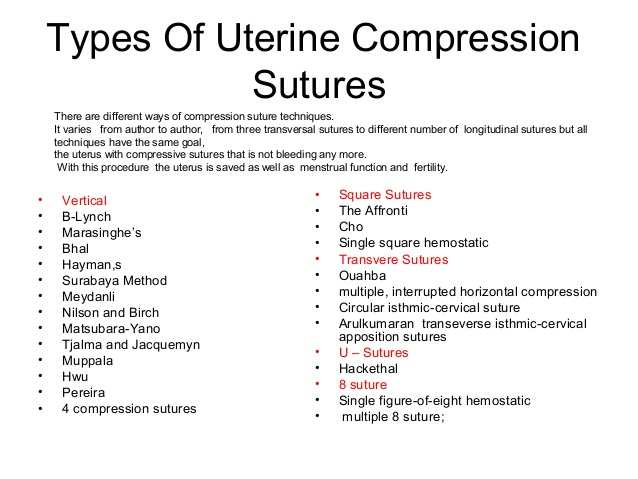 Types Of Uterine Compression
Sutures
There are different ways of compression suture techniques.
It varies from author to author, from three transversal sutures to different number of longitudinal sutures but all
techniques have the same goal,
the uterus with compressive sutures that is not bleeding any more.
With this procedure the uterus is saved as well as menstrual function and fertility.
• Vertical
• B-Lynch
• Marasinghe's
• Bhal
• Hayman,s
• Surabaya Method
• Meydanli
• Nilson and Birch
• Matsubara-Yano
• Tjalma and Jacquemyn
• Muppala
• Hwu
• Pereira
• 4 compression sutures
• Square Sutures
• The Affronti
• Cho
• Single square hemostatic
• Transvere Sutures
• Ouahba
• multiple, interrupted horizontal compression
• Circular isthmic-cervical suture
• Arulkumaran transeverse isthmic-cervical
apposition sutures
• U – Sutures
• Hackethal
• 8 suture
• Single figure-of-eight hemostatic
• multiple 8 suture;